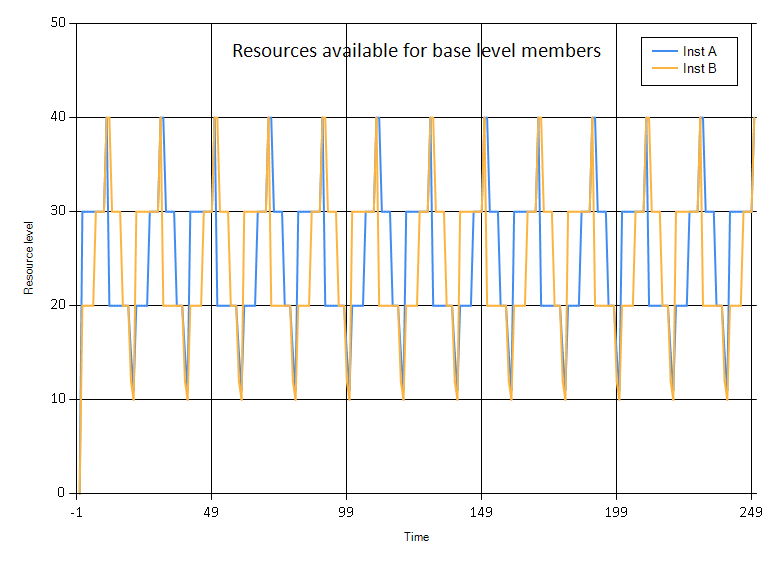 50
Resources available for base level members
Inst A
Inst B
40
30
Resource level
20
10
0
-1 49 99 149 199 249
Time